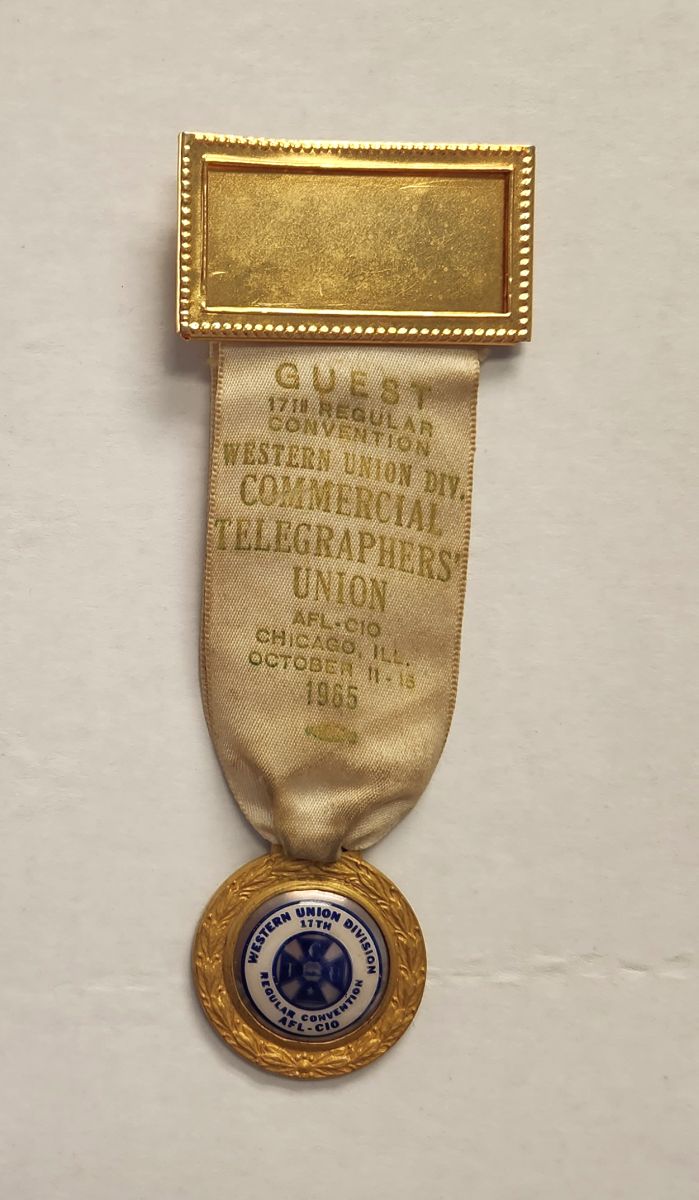 GUEST
17TH REGULAR
CONVENTION
WESTERN UNION DIV.
COMMERCIAL
TELEGRAPHERS'
UNION
AFL-CIO
CHICAGO, ILL.
OCTOBER 11-15
1965
WESTERN UNION DIVISION
17TH
REGULAR CONVENTION
AFL-CIO